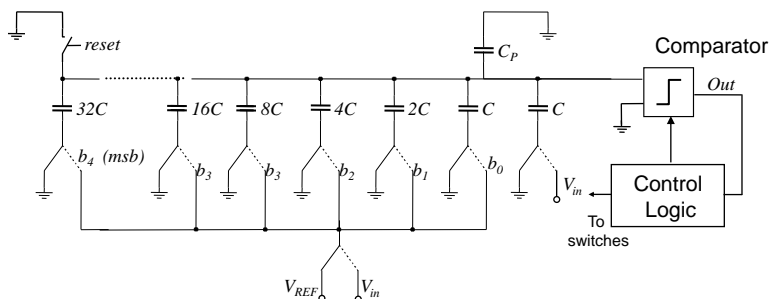 reset
C_P
Comparator
32C
16C
8C
4C
2C
C
C
Out
b_4 (msb)
b_3
b_3
b_2
b_1
b_0
V_in
Control
Logic
To
switches
V_REF
V_in